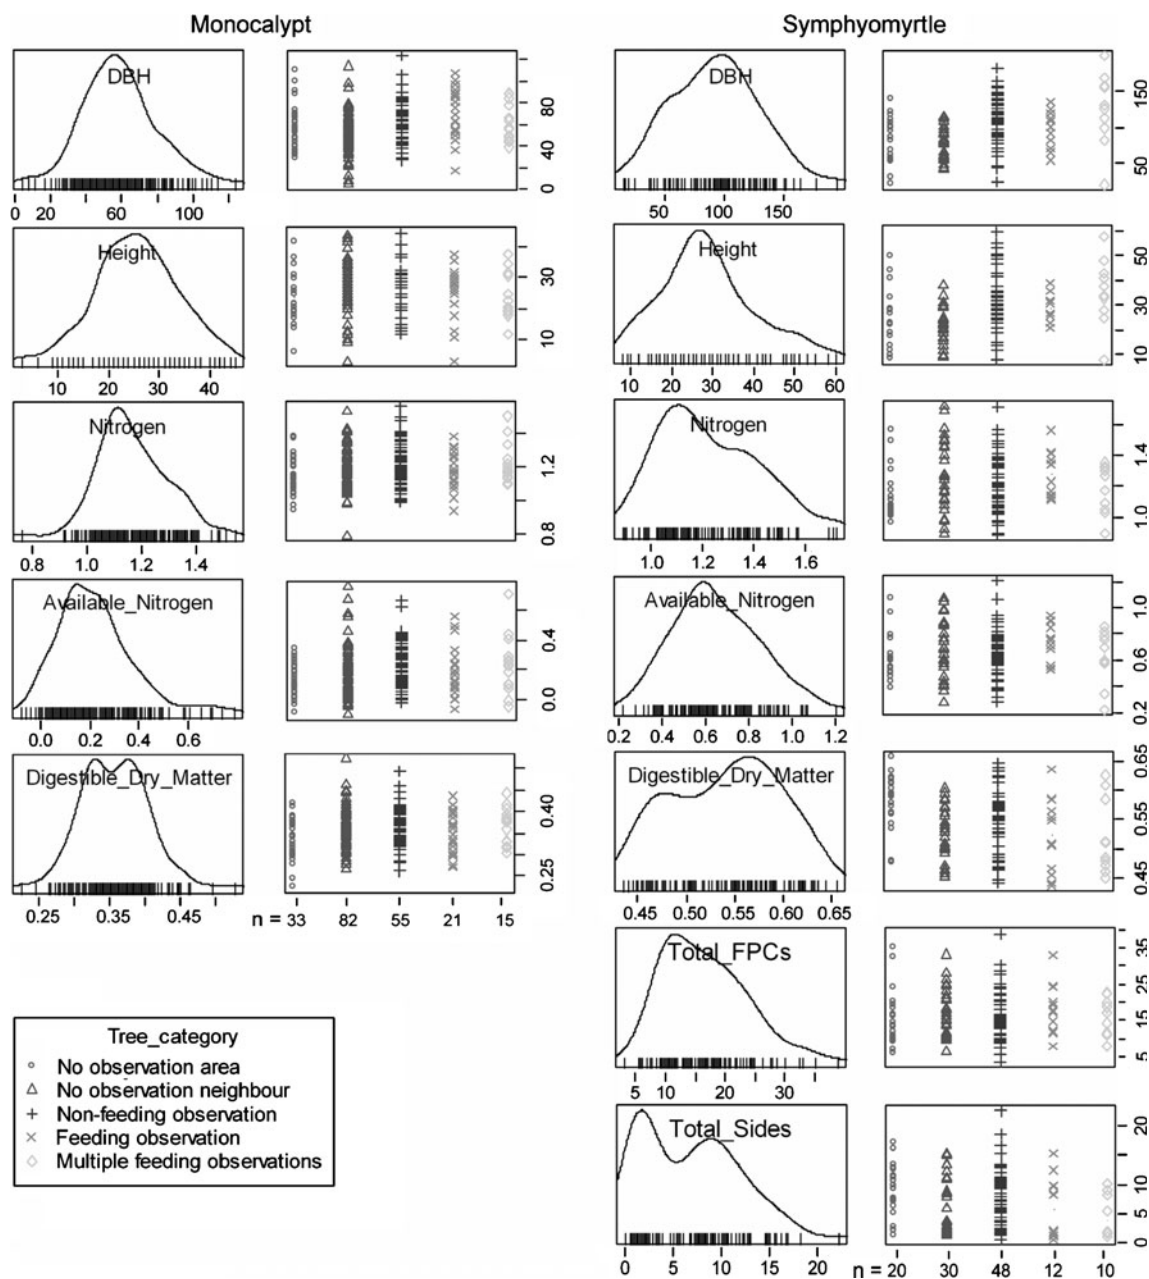 Monocalypt
DBH
0 20 60 100
0 40 80
Height
10 20 30 40
10 30
Nitrogen
0.8 1.0 1.2 1.4
0.8 1.2
Available_Nitrogen
0.0 0.2 0.4 0.6
0.0 0.4
Digestible_Dry_Matter
0.25 0.35 0.45
0.25 0.40
n = 33 82 55 21 15
Tree_category
No observation area
No observation neighbour
Non-feeding observation
Feeding observation
Multiple feeding observations
Symphyomyrtle
DBH
50 100 150
50 150
Height
10 20 30 40 50 60
10 30 50
Nitrogen
1.0 1.2 1.4 1.6
1.0 1.4
Available_Nitrogen
0.2 0.4 0.6 0.8 1.0 1.2
0.2 0.6 1.0
Digestible_Dry_Matter
0.45 0.50 0.55 0.60 0.65
0.45 0.55 0.65
Total_FPCs
5 10 20 30
5 15 25 35
Total_Sides
0 5 10 15 20
0 5 10 20
n = 20 30 48 12 10